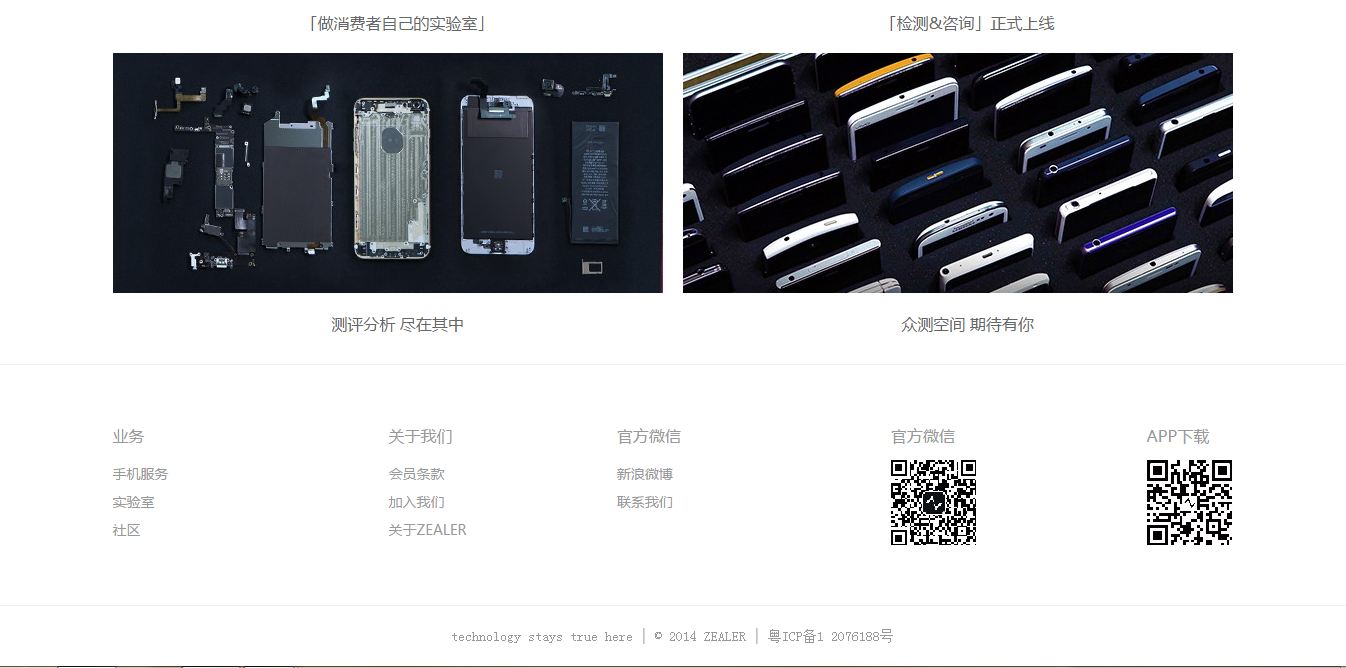 「做消费者自己的实验室」
「检测&咨询」正式上线
测评分析 尽在其中
众测空间 期待有你
业务
手机服务
实验室
社区
关于我们
会员条款
加入我们
关于ZEALER
官方微信
新浪微博
联系我们
官方微信
APP下载
technology stays true here | © 2014 ZEALER | 粤ICP备1 2076188号